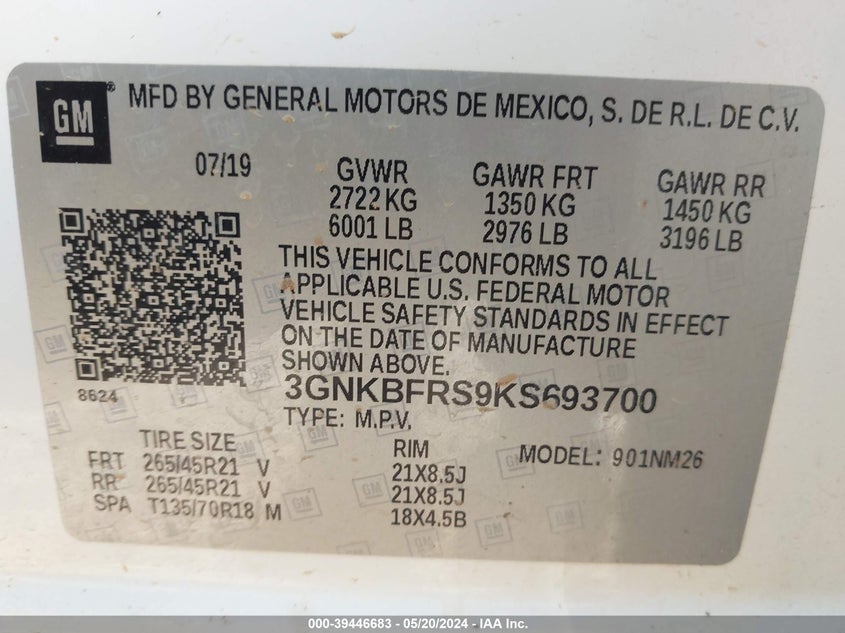 GM
MFD BY GENERAL MOTORS DE MEXICO, S. DE R.L. DE C.V.
07/19 GVWR GAWR FRT GAWR RR
2722 KG 1350 KG 1450 KG
6001 LB 2976 LB 3196 LB
THIS VEHICLE CONFORMS TO ALL
APPLICABLE U.S. FEDERAL MOTOR
VEHICLE SAFETY STANDARDS IN EFFECT
ON THE DATE OF MANUFACTURE
SHOWN ABOVE.
8624
3GNKBFRS9KS693700
TYPE: M.P.V.
TIRE SIZE RIM MODEL: 901NM26
FRT 265/45R21 V 21X8.5J
RR 265/45R21 V 21X8.5J
SPA T135/70R18 M 18X4.5B
000-39446683 - 05/20/2024 - IAA Inc.